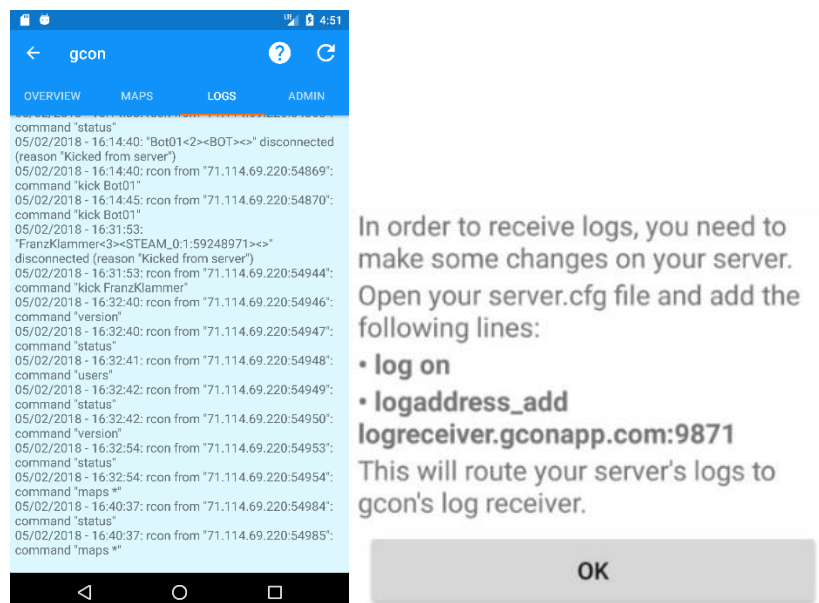 LTE 4:51
gcon
OVERVIEW MAPS LOGS ADMIN
command "status"
05/02/2018 - 16:14:40: "Bot01<2><BOT><>" disconnected
(reason "Kicked from server")
05/02/2018 - 16:14:40: rcon from "71.114.69.220:54869":
command "kick Bot01"
05/02/2018 - 16:14:45: rcon from "71.114.69.220:54870":
command "kick Bot01"
05/02/2018 - 16:31:53:
"FranzKlammer<3><STEAM_0:1:59248971><>"
disconnected (reason "Kicked from server")
05/02/2018 - 16:31:53: rcon from "71.114.69.220:54944":
command "kick FranzKlammer"
05/02/2018 - 16:32:40: rcon from "71.114.69.220:54946":
command "version"
05/02/2018 - 16:32:40: rcon from "71.114.69.220:54947":
command "status"
05/02/2018 - 16:32:41: rcon from "71.114.69.220:54948":
command "users"
05/02/2018 - 16:32:42: rcon from "71.114.69.220:54949":
command "status"
05/02/2018 - 16:32:42: rcon from "71.114.69.220:54950":
command "version"
05/02/2018 - 16:32:54: rcon from "71.114.69.220:54953":
command "status"
05/02/2018 - 16:32:54: rcon from "71.114.69.220:54954":
command "maps *"
05/02/2018 - 16:40:37: rcon from "71.114.69.220:54984":
command "status"
05/02/2018 - 16:40:37: rcon from "71.114.69.220:54985":
command "maps *"
In order to receive logs, you need to
make some changes on your server.
Open your server.cfg file and add the
following lines:
• log on
• logaddress_add
logreceiver.gconapp.com:9871
This will route your server's logs to
gcon's log receiver.
OK